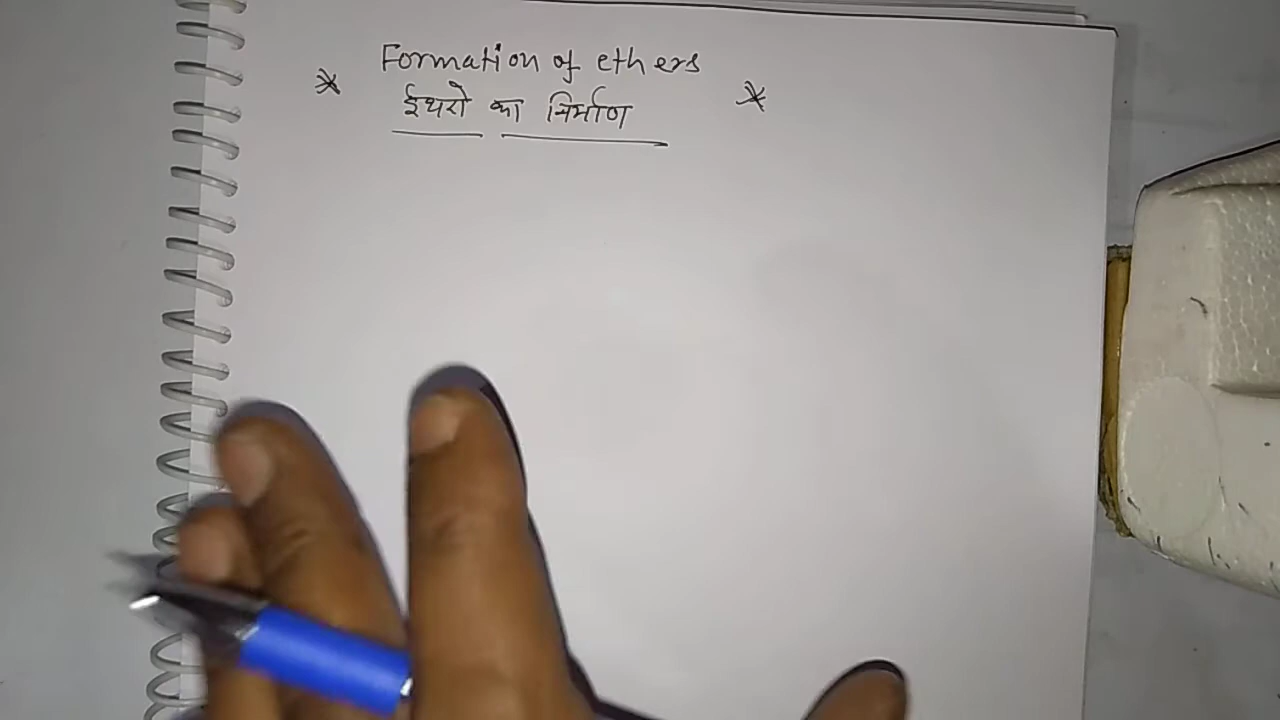 * Formation of ethers *
ईथरो का निर्माण